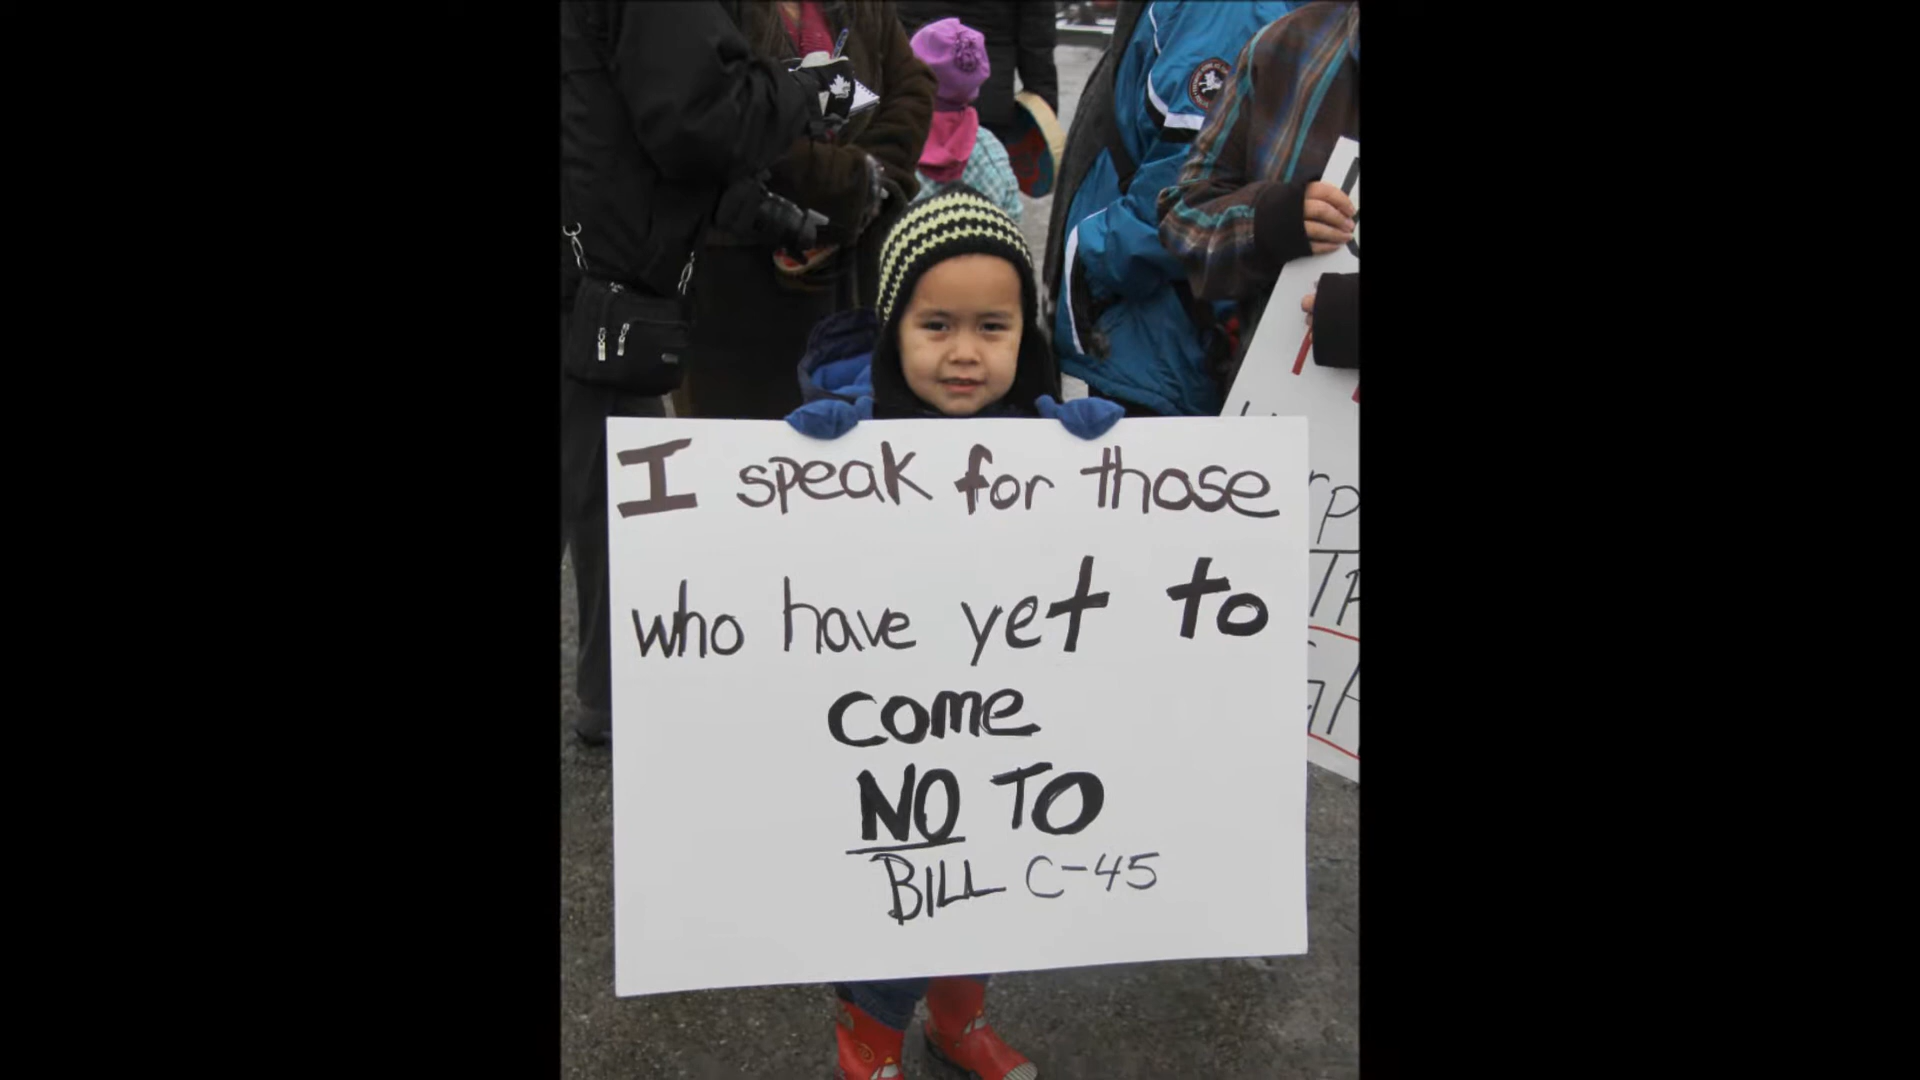 I speak for those
who have yet to
come
NO TO
BILL C-45